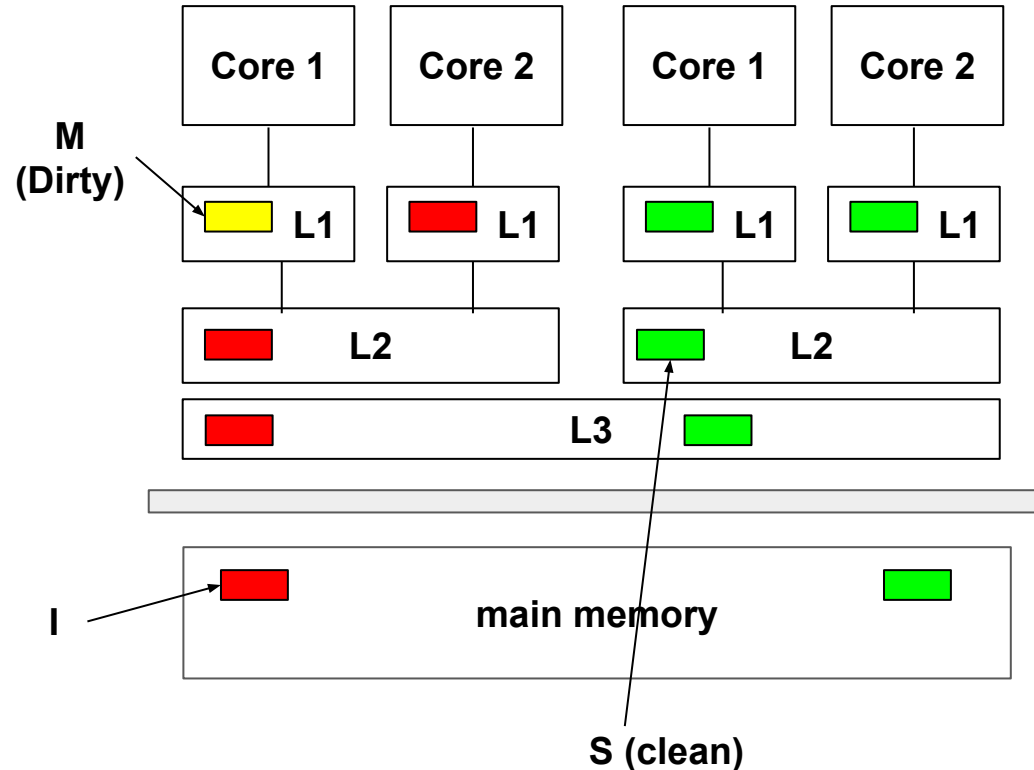 Core 1
Core 2
Core 1
Core 2
M
(Dirty)
L1
L1
L1
L1
L2
L2
L3
I
main memory
S (clean)